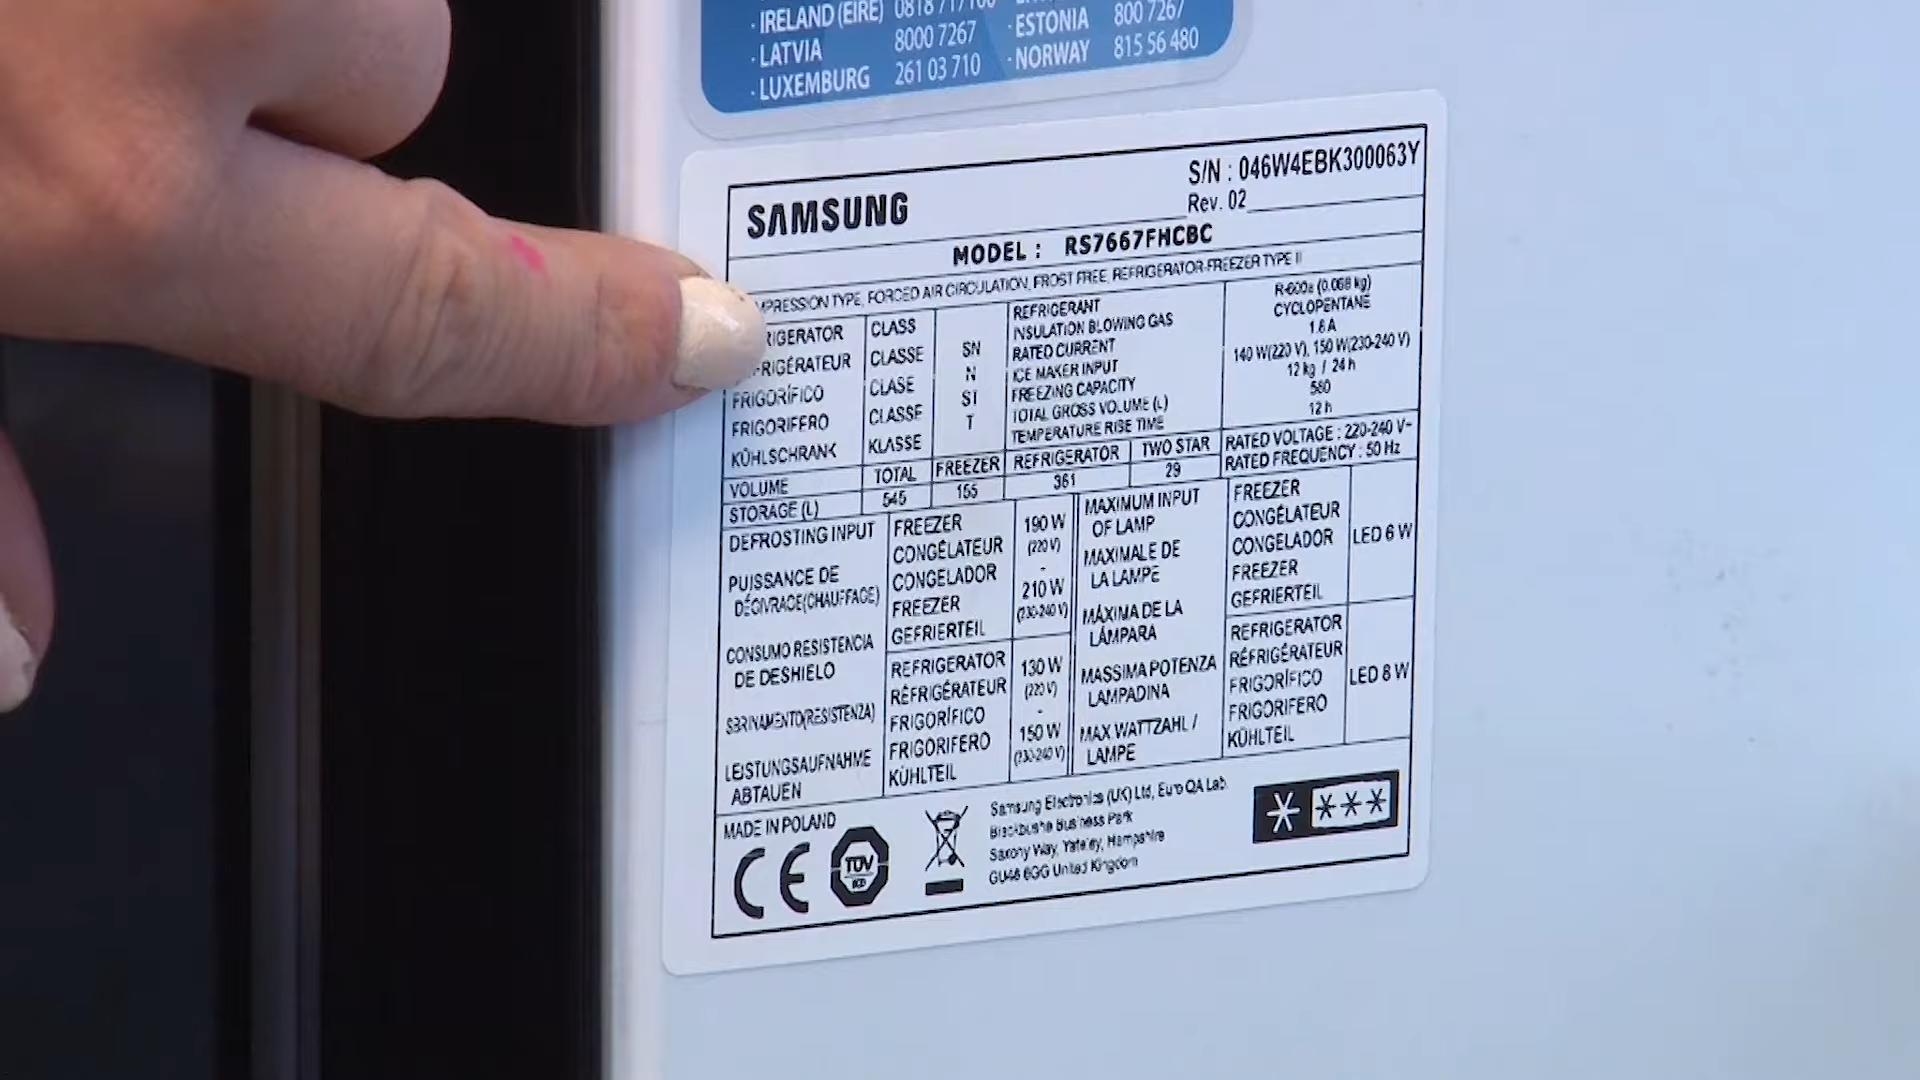 · IRELAND (EIRE) 0818 717100
· ESTONIA 800 7267
· LATVIA 8000 7267
· NORWAY 815 56 480
· LUXEMBURG 261 03 710
SAMSUNG
S/N : 046W4EBK300063Y
Rev. 02
MODEL : RS7667FHCBC
MPRESSION TYPE, FORCED AIR CIRCULATION, FROST FREE, REFRIGERATOR-FREEZER TYPE II
RIGERATOR CLASS
FRIGÉRATEUR CLASSE
FRIGORÍFICO CLASE
FRIGORIFERO CLASSE
KÜHLSCHRANK KLASSE
SN
N
ST
T
REFRIGERANT R-600a (0.068 kg)
INSULATION BLOWING GAS CYCLOPENTANE
RATED CURRENT 1.6 A
ICE MAKER INPUT 140 W(220 V), 150 W(230-240 V)
FREEZING CAPACITY 12 kg / 24 h
TOTAL GROSS VOLUME (L) 580
TEMPERATURE RISE TIME 12 h
VOLUME TOTAL FREEZER REFRIGERATOR TWO STAR
STORAGE (L) 545 155 361 29
RATED VOLTAGE : 220-240 V~
RATED FREQUENCY : 50 Hz
DEFROSTING INPUT
PUISSANCE DE
DÉGIVRAGE(CHAUFFAGE)
CONSUMO RESISTENCIA
DE DESHIELO
SBRINAMENTO(RESISTENZA)
LEISTUNGSAUFNAHME
ABTAUEN
FREEZER
CONGÉLATEUR
CONGELADOR
FREEZER
GEFRIERTEIL
190 W
(220 V)
-
210 W
(230-240 V)
REFRIGERATOR
RÉFRIGÉRATEUR
FRIGORÍFICO
FRIGORIFERO
KÜHLTEIL
130 W
(220 V)
-
150 W
(230-240 V)
MAXIMUM INPUT
OF LAMP
MAXIMALE DE
LA LAMPE
MÁXIMA DE LA
LÁMPARA
MASSIMA POTENZA
LAMPADINA
MAX.WATTZAHL /
LAMPE
FREEZER
CONGÉLATEUR
CONGELADOR
FREEZER
GEFRIERTEIL
LED 6 W
REFRIGERATOR
RÉFRIGÉRATEUR
FRIGORÍFICO
FRIGORIFERO
KÜHLTEIL
LED 8 W
MADE IN POLAND
CE
TÜV
Samsung Electronics (UK) Ltd, Euro QA Lab.
Blackbushe Business Park
Saxony Way, Yateley, Hampshire
GU46 6GG United Kingdom